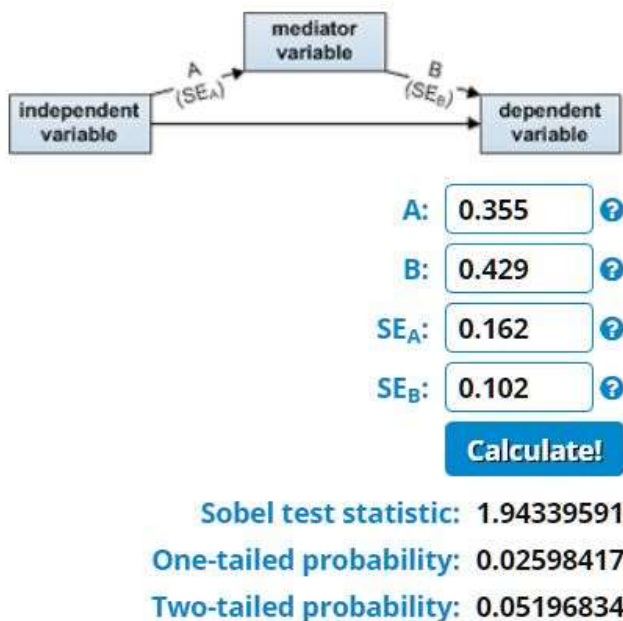 mediator
variable
A
(SEA)
B
(SEB)
independent
variable
dependent
variable
A: 0.355 ?
B: 0.429 ?
SEA: 0.162 ?
SEB: 0.102 ?
Calculate!
Sobel test statistic: 1.94339591
One-tailed probability: 0.02598417
Two-tailed probability: 0.05196834